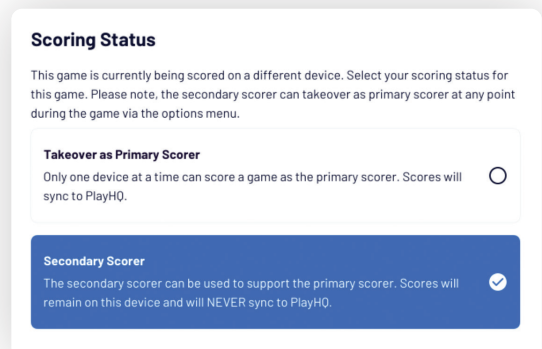 Scoring Status
This game is currently being scored on a different device. Select your scoring status for
this game. Please note, the secondary scorer can takeover as primary scorer at any point
during the game via the options menu.
Takeover as Primary Scorer
Only one device at a time can score a game as the primary scorer. Scores will
sync to PlayHQ.
Secondary Scorer
The secondary scorer can be used to support the primary scorer. Scores will
remain on this device and will NEVER sync to PlayHQ.